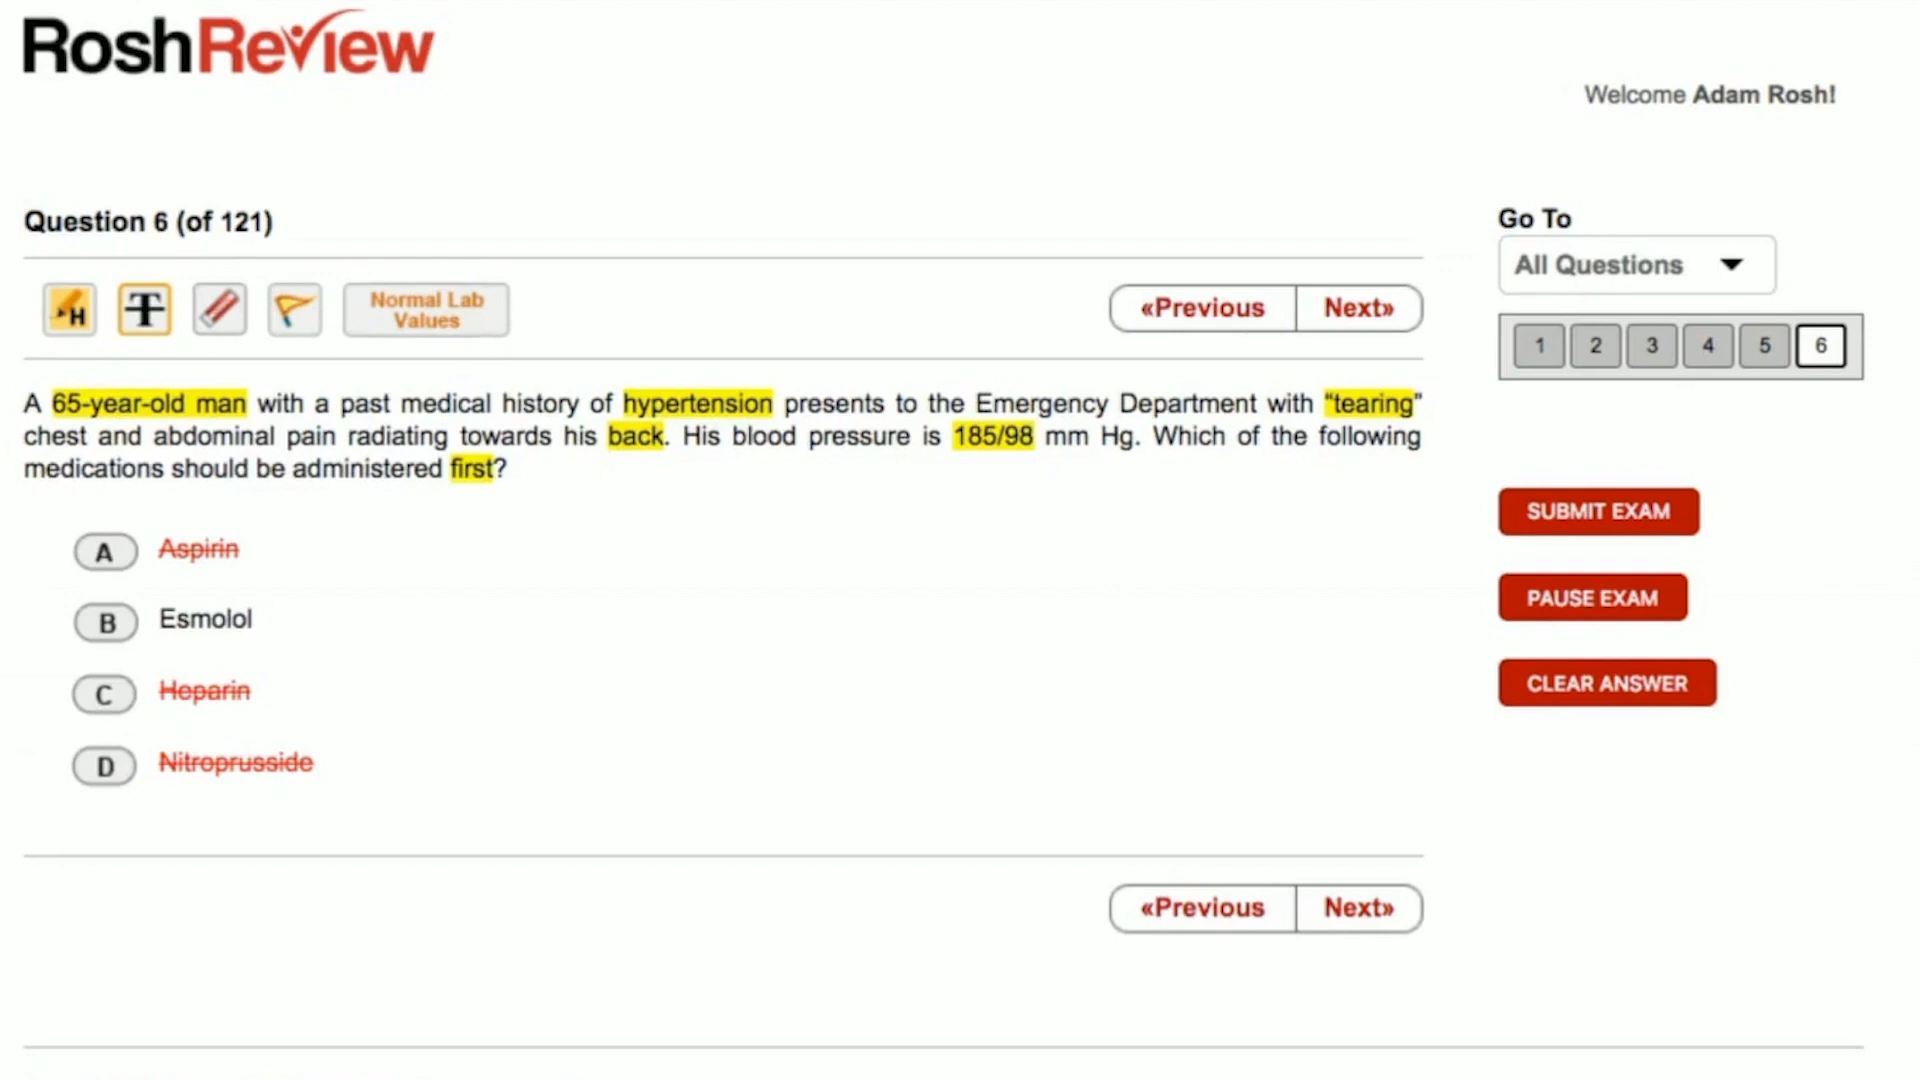 RoshReview
Welcome Adam Rosh!
Question 6 (of 121)
Go To
All Questions
H
T
Normal Lab
Values
«Previous
Next»
1 2 3 4 5 6
A 65-year-old man with a past medical history of hypertension presents to the Emergency Department with “tearing”
chest and abdominal pain radiating towards his back. His blood pressure is 185/98 mm Hg. Which of the following
medications should be administered first?
A Aspirin
B Esmolol
C Heparin
D Nitroprusside
SUBMIT EXAM
PAUSE EXAM
CLEAR ANSWER
«Previous
Next»